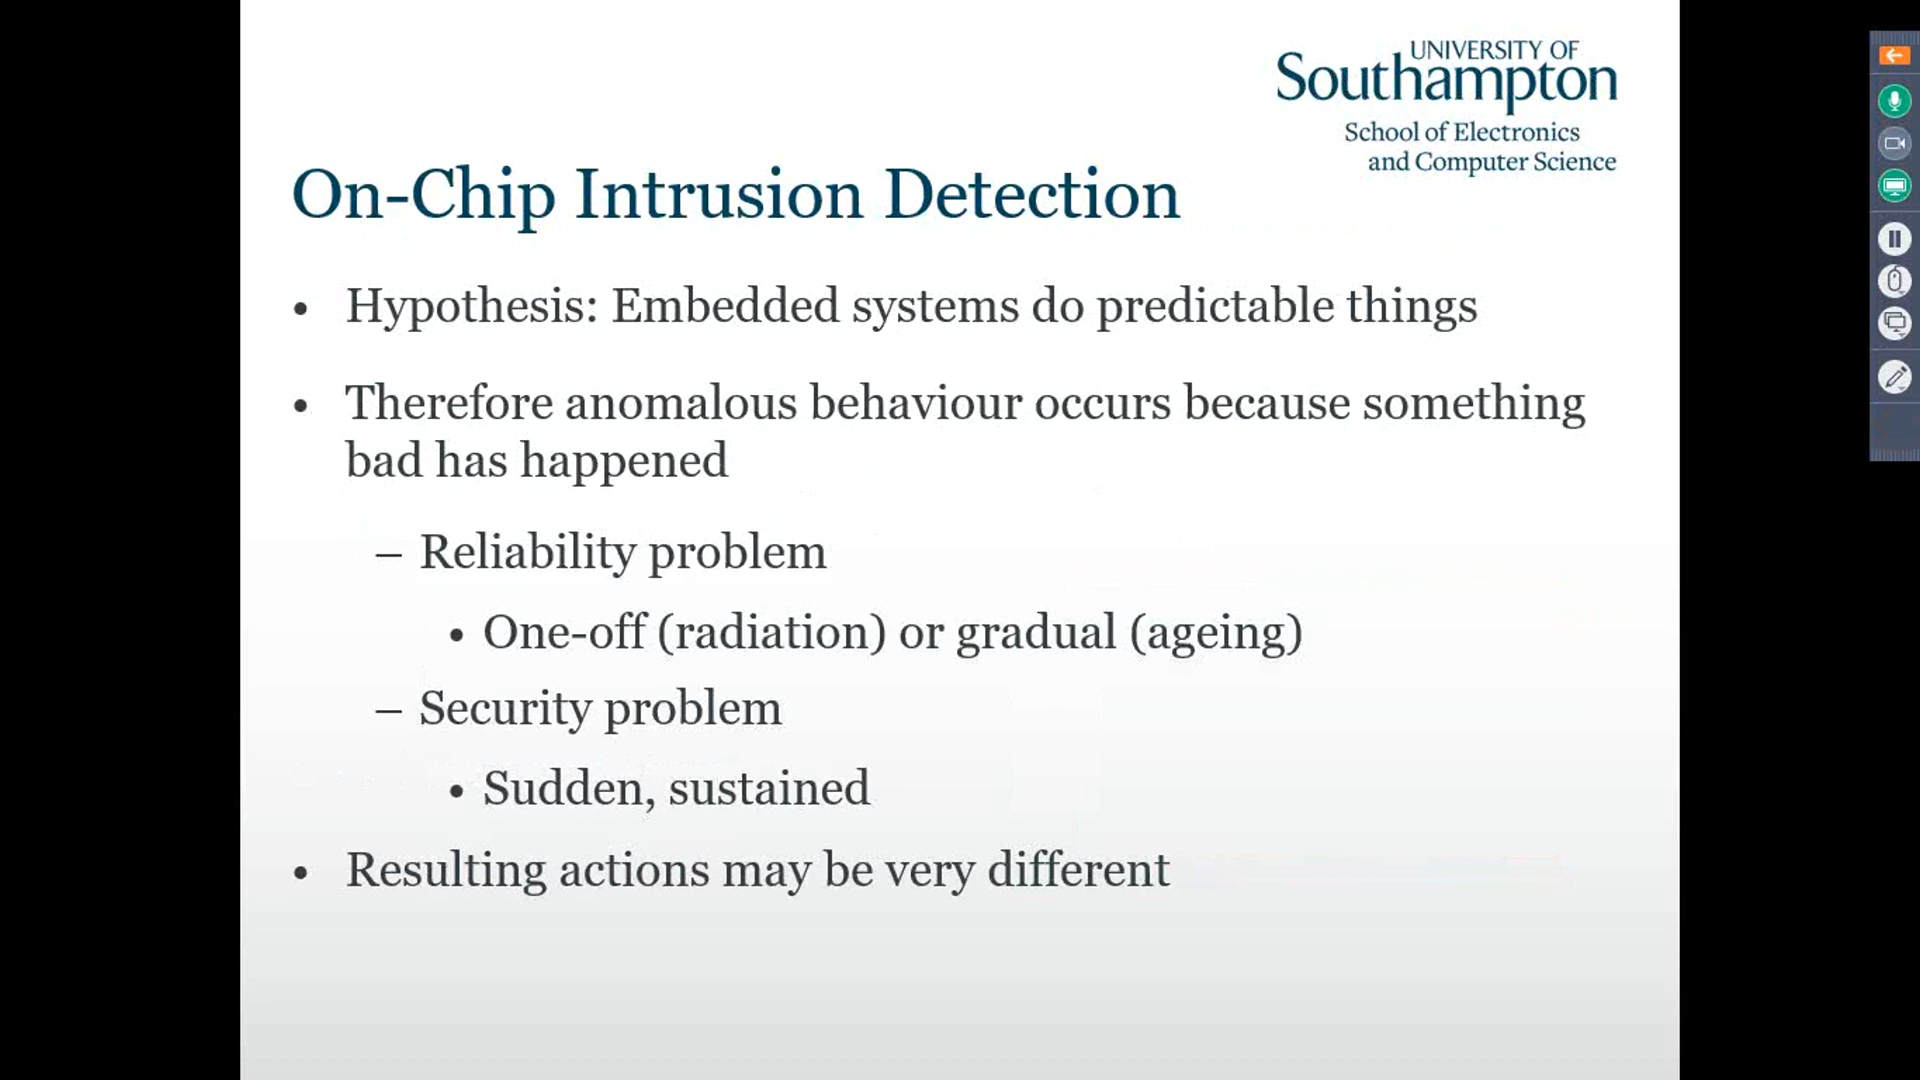 UNIVERSITY OF
Southampton
School of Electronics
and Computer Science
On-Chip Intrusion Detection
• Hypothesis: Embedded systems do predictable things
• Therefore anomalous behaviour occurs because something
bad has happened
– Reliability problem
• One-off (radiation) or gradual (ageing)
– Security problem
• Sudden, sustained
• Resulting actions may be very different